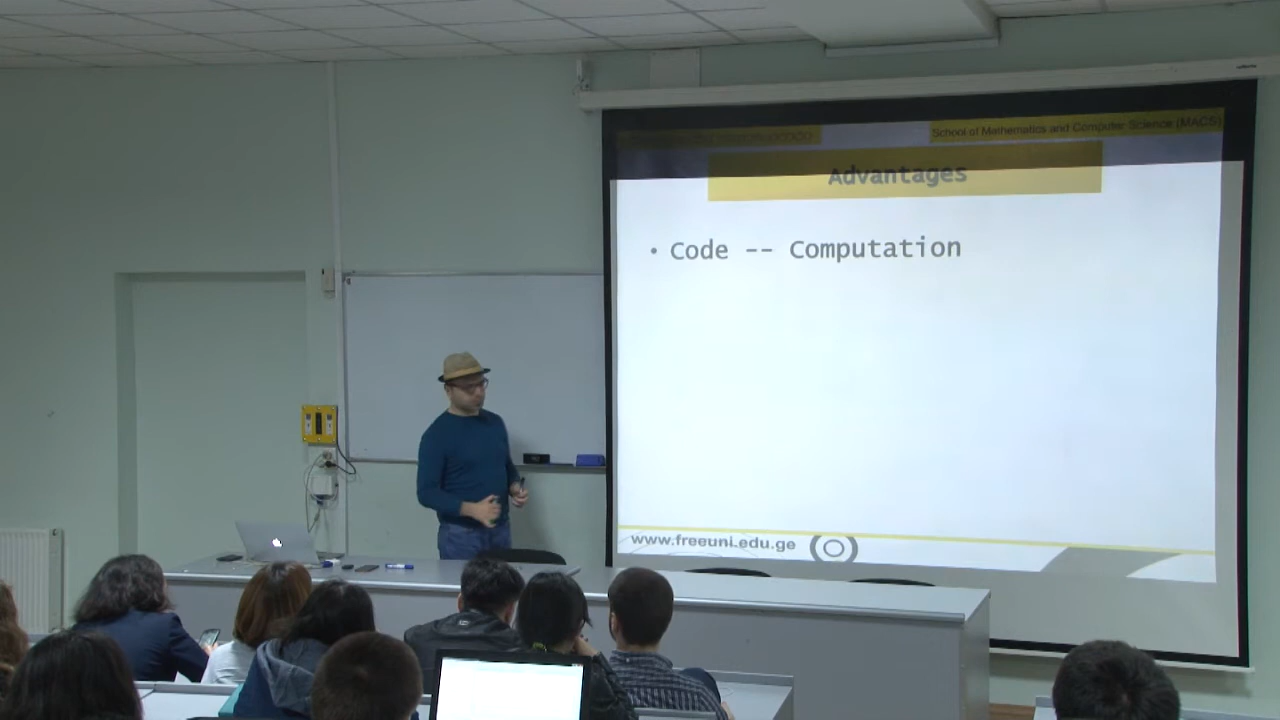 School of Mathematics and Computer Science (MACS)
Advantages
• Code -- Computation
www.freeuni.edu.ge